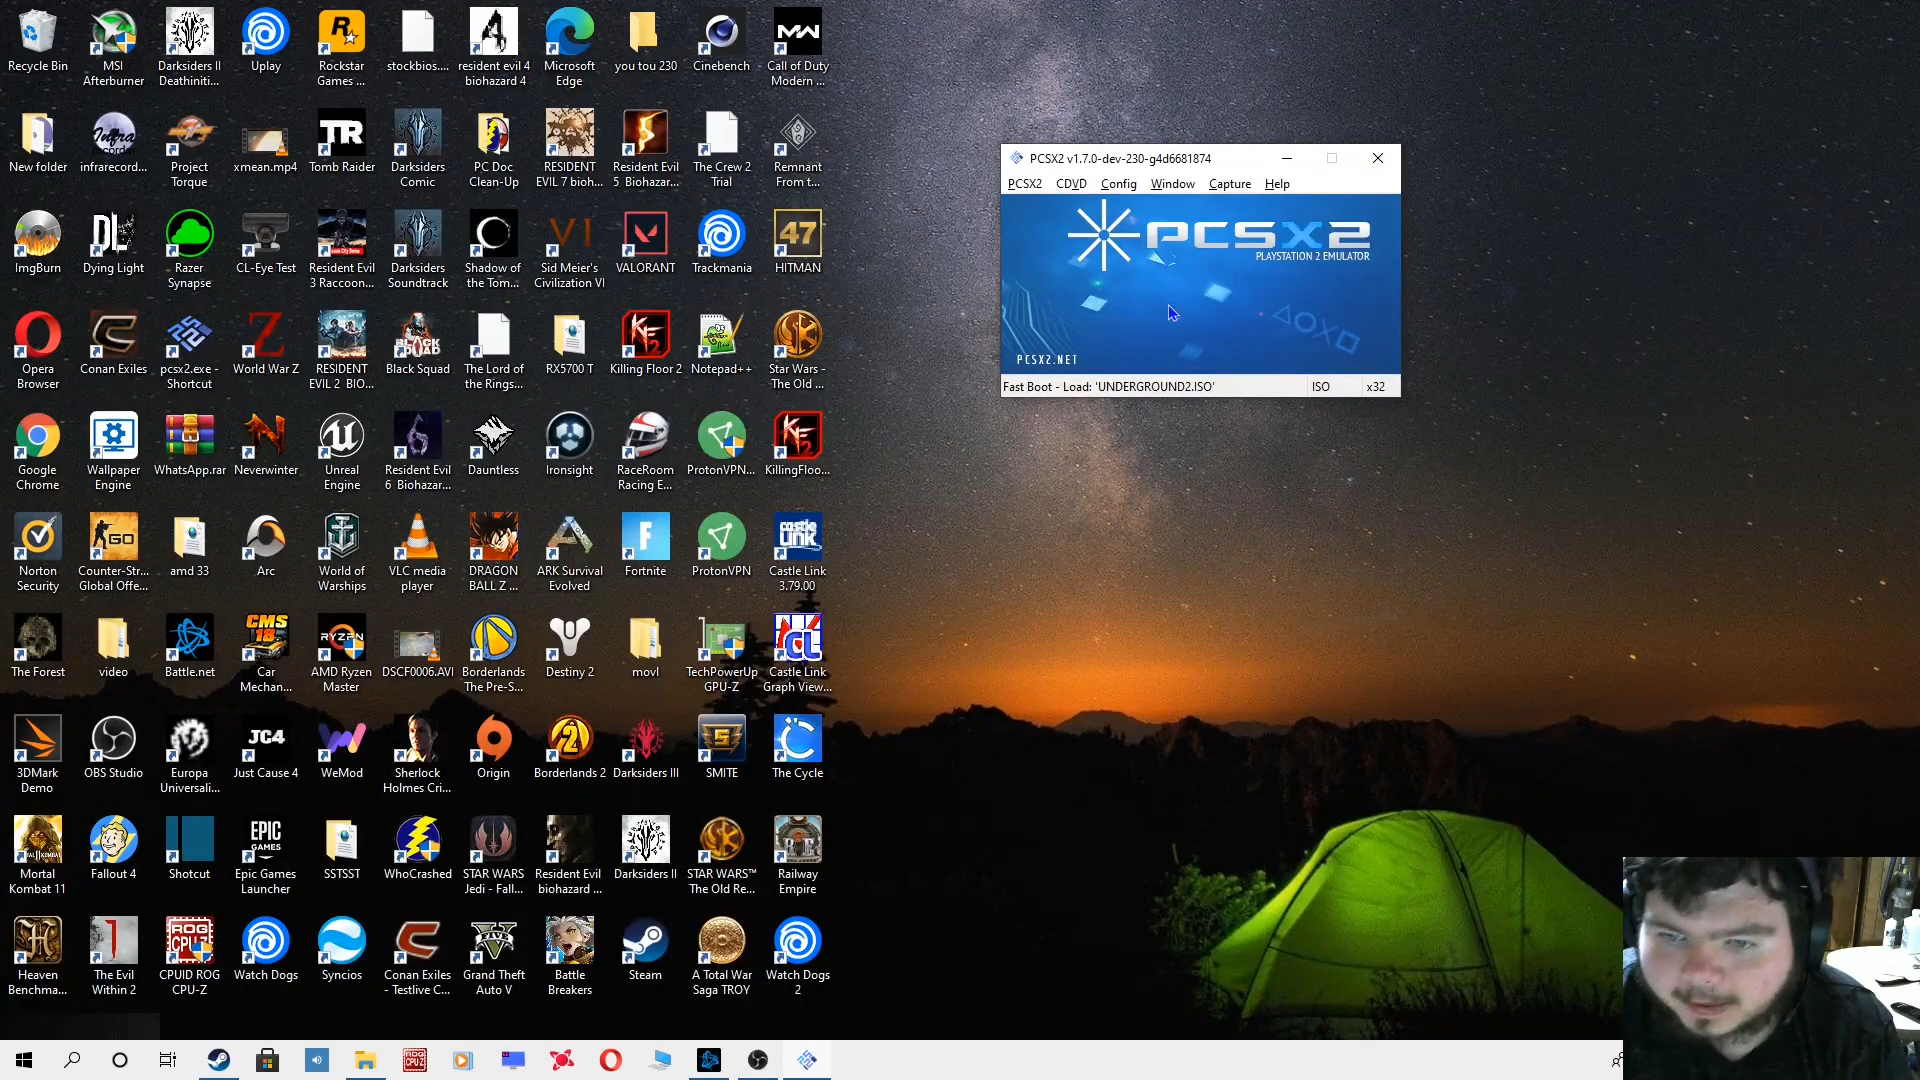 Recycle Bin
MSI
Afterburner
Darksiders II
Deathiniti...
Uplay
Rockstar
Games ...
stockbios....
resident evil 4
biohazard 4
Microsoft
Edge
you tou 230
Cinebench
Call of Duty
Modern ...
New folder
infrarecord...
Project
Torque
xmean.mp4
Tomb Raider
Darksiders
Comic
PC Doc
Clean-Up
RESIDENT
EVIL 7 bioh...
Resident Evil
5 Biohazar...
The Crew 2
Trial
Remnant
From t...
ImgBurn
Dying Light
Razer
Synapse
CL-Eye Test
Resident Evil
3 Raccoon...
Darksiders
Soundtrack
Shadow of
the Tom...
Sid Meier's
Civilization VI
VALORANT
Trackmania
HITMAN
Opera
Browser
Conan Exiles
pcsx2.exe -
Shortcut
World War Z
RESIDENT
EVIL 2 BIO...
Black Squad
The Lord of
the Rings...
RX5700 T
Killing Floor 2
Notepad++
Star Wars -
The Old ...
Google
Chrome
Wallpaper
Engine
WhatsApp.rar
Neverwinter
Unreal
Engine
Resident Evil
6 Biohazar...
Dauntless
Ironsight
RaceRoom
Racing E...
ProtonVPN...
KillingFloo...
Norton
Security
Counter-Str...
Global Offe...
amd 33
Arc
World of
Warships
VLC media
player
DRAGON
BALL Z ...
ARK Survival
Evolved
Fortnite
ProtonVPN
Castle Link
3.79.00
The Forest
video
Battle.net
Car
Mechan...
AMD Ryzen
Master
DSCF0006.AVI
Borderlands
The Pre-S...
Destiny 2
movl
TechPowerUp
GPU-Z
Castle Link
Graph View...
3DMark
Demo
OBS Studio
Europa
Universali...
Just Cause 4
WeMod
Sherlock
Holmes Cri...
Origin
Borderlands 2
Darksiders III
SMITE
The Cycle
Mortal
Kombat 11
Fallout 4
Shotcut
Epic Games
Launcher
SSTSST
WhoCrashed
STAR WARS
Jedi - Fall...
Resident Evil
biohazard ...
Darksiders II
STAR WARS™
The Old Re...
Railway
Empire
Heaven
Benchma...
The Evil
Within 2
CPUID ROG
CPU-Z
Watch Dogs
Syncios
Conan Exiles
- Testlive C...
Grand Theft
Auto V
Battle
Breakers
Steam
A Total War
Saga TROY
Watch Dogs
2
PCSX2 v1.7.0-dev-230-g4d6681874
PCSX2 CDVD Config Window Capture Help
PCSX2
PLAYSTATION 2 EMULATOR
PCSX2.NET
Fast Boot - Load: 'UNDERGROUND2.ISO' ISO x32